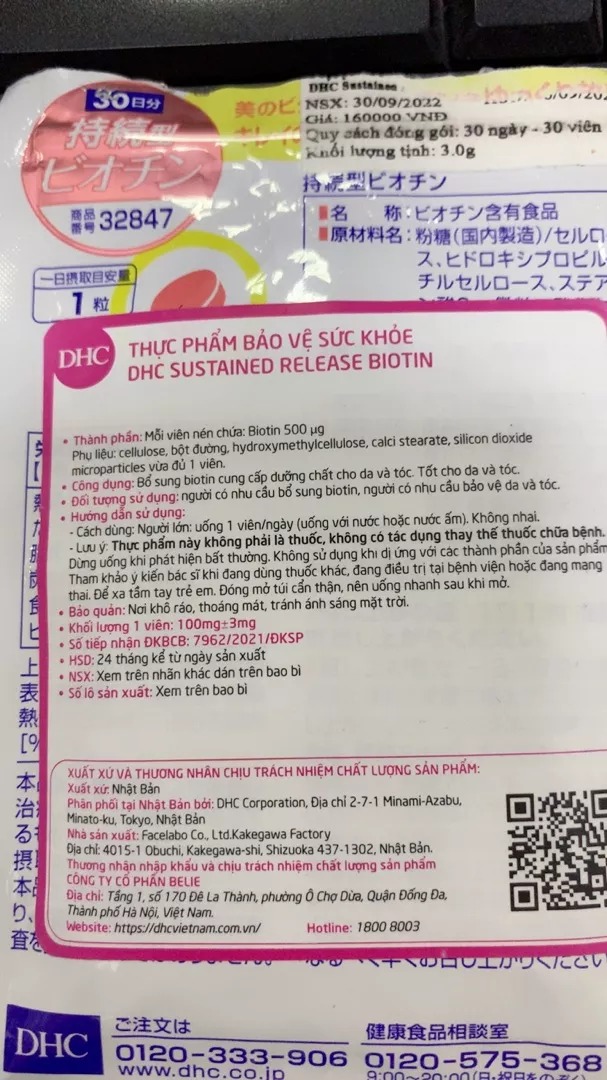 30日分
持続型
ビオチン
商品番号 32847
美のビ
DHC Sustained
NSX: 30/09/2022
Giá: 160000 VND
Quy cách đóng gói: 30 ngày - 30 viên
Khối lượng tịnh: 3.0g
持続型ビオチン
名 称：ビオチン含有食品
原材料名：粉糖（国内製造）/セルロ
ス、ヒドロキシプロピル
チルセルロース、ステア
一日摂取目安量
1粒
DHC
THỰC PHẨM BẢO VỆ SỨC KHỎE
DHC SUSTAINED RELEASE BIOTIN
• Thành phần: Mỗi viên nén chứa: Biotin 500 µg
Phụ liệu: cellulose, bột đường, hydroxymethylcellulose, calci stearate, silicon dioxide
microparticles vừa đủ 1 viên.
• Công dụng: Bổ sung biotin cung cấp dưỡng chất cho da và tóc. Tốt cho da và tóc.
• Đối tượng sử dụng: người có nhu cầu bổ sung biotin, người có nhu cầu bảo vệ da và tóc.
• Hướng dẫn sử dụng:
- Cách dùng: Người lớn: uống 1 viên/ngày (uống với nước hoặc nước ấm). Không nhai.
- Lưu ý: Thực phẩm này không phải là thuốc, không có tác dụng thay thế thuốc chữa bệnh.
Dừng uống khi phát hiện bất thường. Không sử dụng khi dị ứng với các thành phần của sản phẩm
Tham khảo ý kiến bác sĩ khi đang dùng thuốc khác, đang điều trị tại bệnh viện hoặc đang mang
thai. Để xa tầm tay trẻ em. Đóng mở túi cẩn thận, nên uống nhanh sau khi mở.
• Bảo quản: Nơi khô ráo, thoáng mát, tránh ánh sáng mặt trời.
• Khối lượng 1 viên: 100mg±3mg
• Số tiếp nhận ĐKBCB: 7962/2021/ĐKSP
• HSD: 24 tháng kể từ ngày sản xuất
• NSX: Xem trên nhãn khác dán trên bao bì
• Số lô sản xuất: Xem trên bao bì
XUẤT XỨ VÀ THƯƠNG NHÂN CHỊU TRÁCH NHIỆM CHẤT LƯỢNG SẢN PHẨM:
Xuất xứ: Nhật Bản
Phân phối tại Nhật Bản bởi: DHC Corporation, Địa chỉ 2-7-1 Minami-Azabu,
Minato-ku, Tokyo, Nhật Bản
Nhà sản xuất: Facelabo Co., Ltd.Kakegawa Factory
Địa chỉ: 4015-1 Obuchi, Kakegawa-shi, Shizuoka 437-1302, Nhật Bản.
Thương nhân nhập khẩu và chịu trách nhiệm chất lượng sản phẩm
CÔNG TY CỔ PHẦN BELIE
Địa chỉ: Tầng 1, số 170 Đê La Thành, phường Ô Chợ Dừa, Quận Đống Đa,
Thành phố Hà Nội, Việt Nam.
Website: https://dhcvietnam.com.vn/ Hotline: 1800 8003
DHC
ご注文は
0120-333-906
www.dhc.co.jp
健康食品相談室
0120-575-368
9:00〜20:00（日・祝日をのぞく）